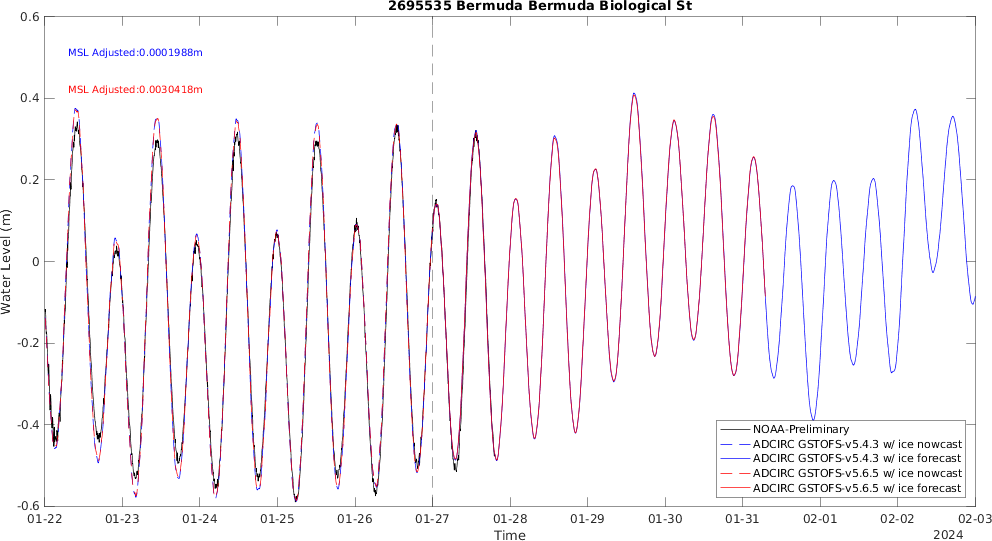 2695535 Bermuda Bermuda Biological St
0.6
0.4
0.2
0
-0.2
-0.4
-0.6
Water Level (m)
MSL Adjusted:0.0001988m
MSL Adjusted:0.0030418m
NOAA-Preliminary
ADCIRC GSTOFS-v5.4.3 w/ ice nowcast
ADCIRC GSTOFS-v5.4.3 w/ ice forecast
ADCIRC GSTOFS-v5.6.5 w/ ice nowcast
ADCIRC GSTOFS-v5.6.5 w/ ice forecast
01-22 01-23 01-24 01-25 01-26 01-27 01-28 01-29 01-30 01-31 02-01 02-02 02-03
Time
2024